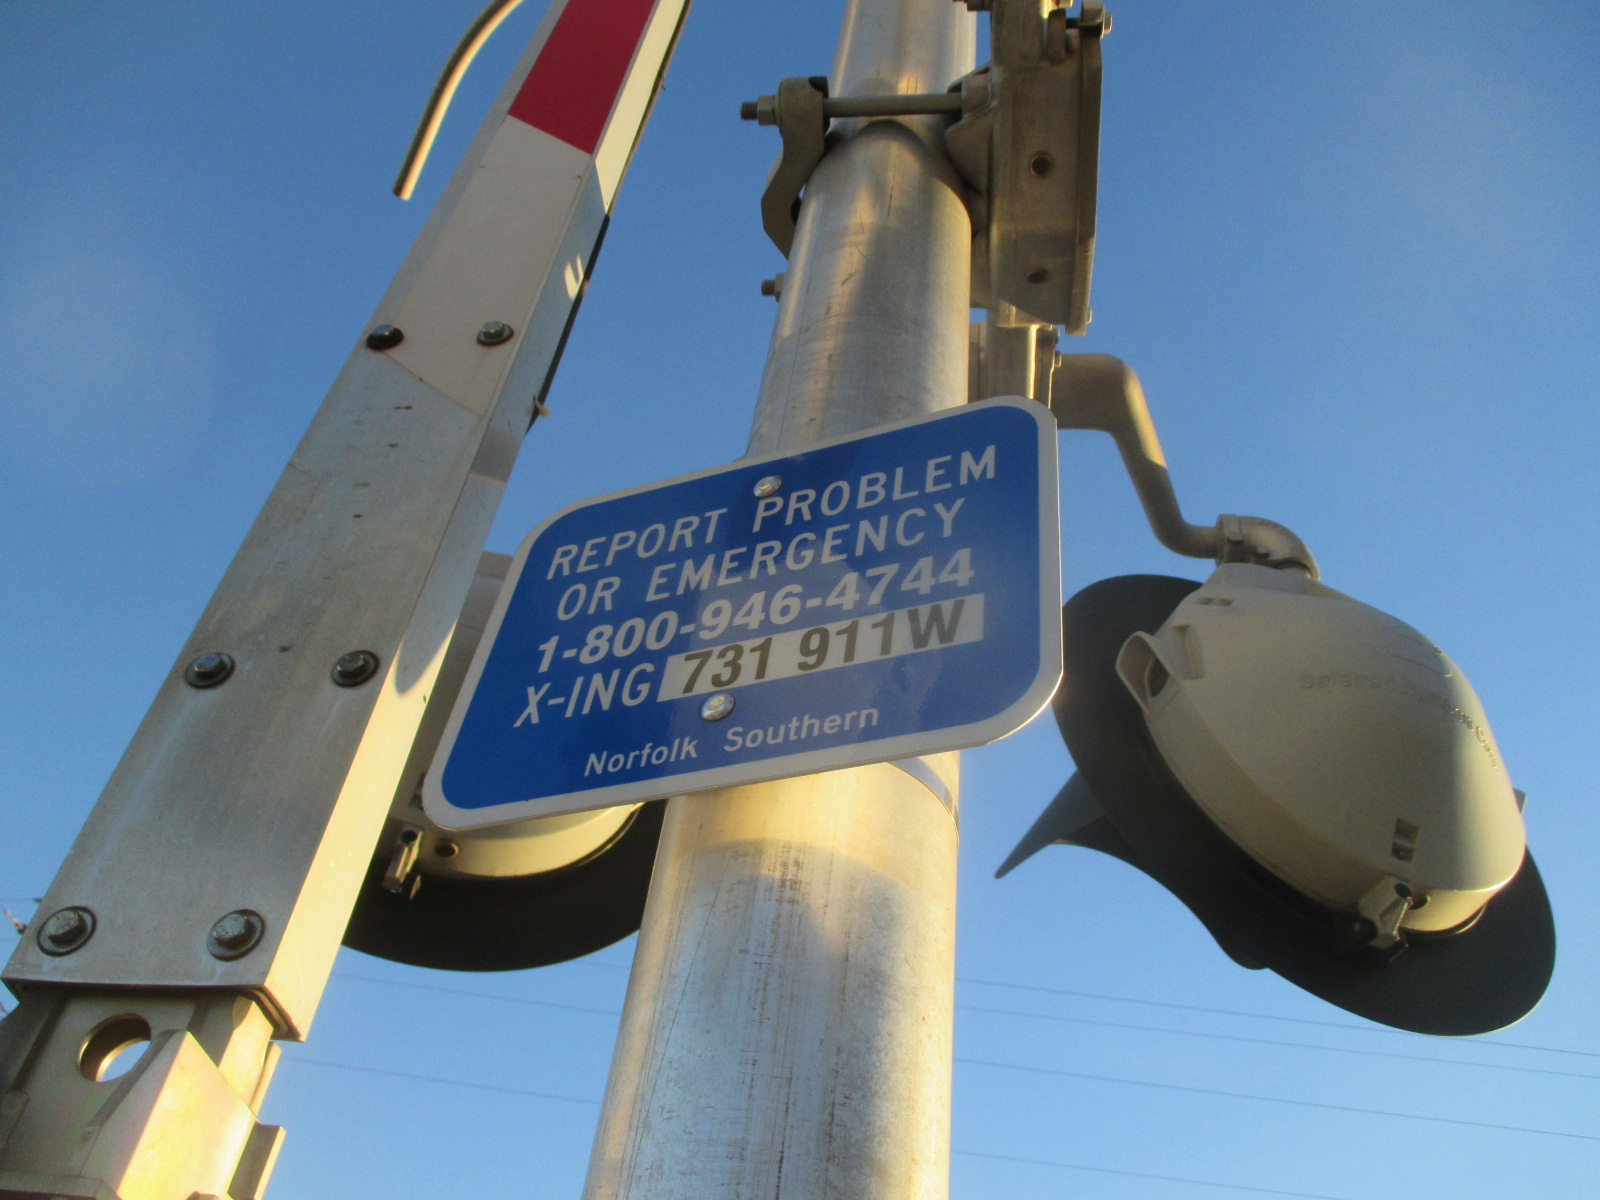 REPORT PROBLEM
OR EMERGENCY
1-800-946-4744
X-ING 731 911W
Norfolk Southern